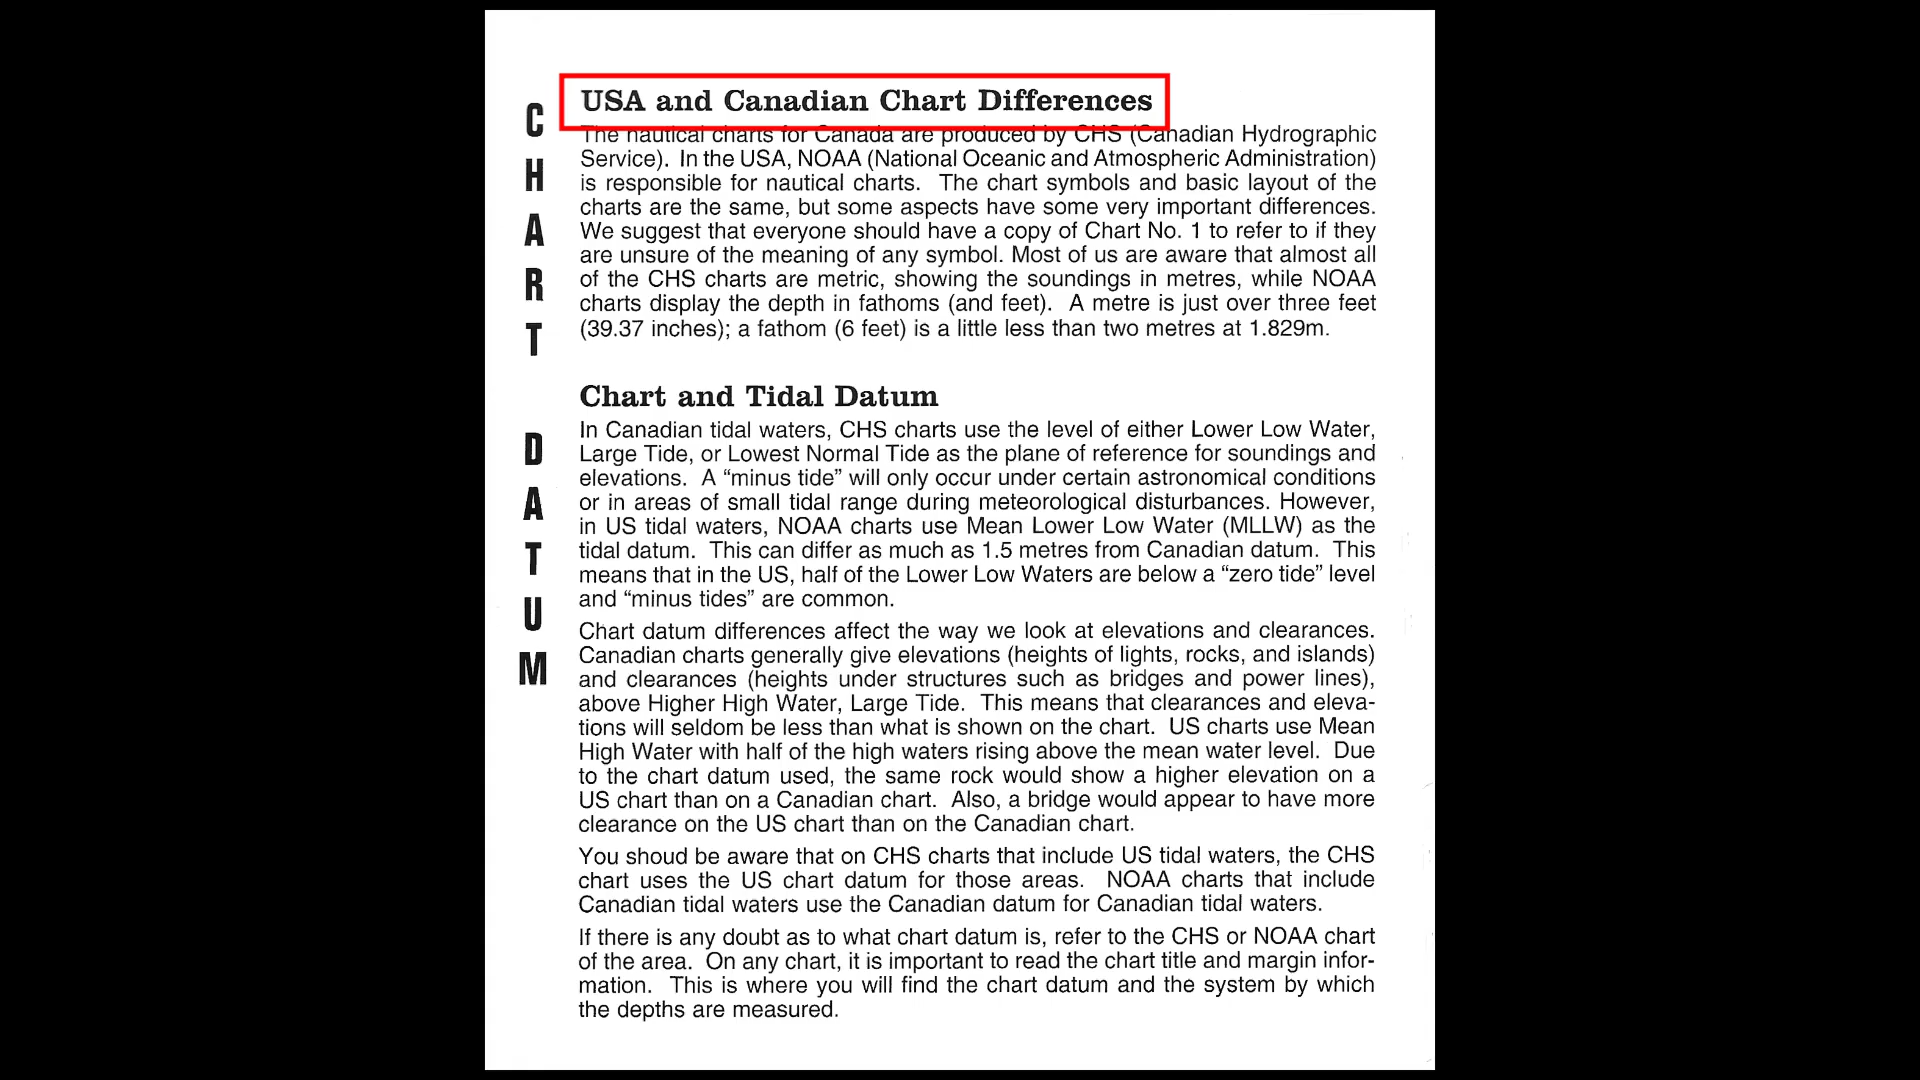 USA and Canadian Chart Differences
The nautical charts for Canada are produced by CHS (Canadian Hydrographic
Service). In the USA, NOAA (National Oceanic and Atmospheric Administration)
is responsible for nautical charts. The chart symbols and basic layout of the
charts are the same, but some aspects have some very important differences.
We suggest that everyone should have a copy of Chart No. 1 to refer to if they
are unsure of the meaning of any symbol. Most of us are aware that almost all
of the CHS charts are metric, showing the soundings in metres, while NOAA
charts display the depth in fathoms (and feet). A metre is just over three feet
(39.37 inches); a fathom (6 feet) is a little less than two metres at 1.829m.
Chart and Tidal Datum
In Canadian tidal waters, CHS charts use the level of either Lower Low Water,
Large Tide, or Lowest Normal Tide as the plane of reference for soundings and
elevations. A “minus tide” will only occur under certain astronomical conditions
or in areas of small tidal range during meteorological disturbances. However,
in US tidal waters, NOAA charts use Mean Lower Low Water (MLLW) as the
tidal datum. This can differ as much as 1.5 metres from Canadian datum. This
means that in the US, half of the Lower Low Waters are below a “zero tide” level
and “minus tides” are common.
Chart datum differences affect the way we look at elevations and clearances.
Canadian charts generally give elevations (heights of lights, rocks, and islands)
and clearances (heights under structures such as bridges and power lines),
above Higher High Water, Large Tide. This means that clearances and eleva-
tions will seldom be less than what is shown on the chart. US charts use Mean
High Water with half of the high waters rising above the mean water level. Due
to the chart datum used, the same rock would show a higher elevation on a
US chart than on a Canadian chart. Also, a bridge would appear to have more
clearance on the US chart than on the Canadian chart.
You shoud be aware that on CHS charts that include US tidal waters, the CHS
chart uses the US chart datum for those areas. NOAA charts that include
Canadian tidal waters use the Canadian datum for Canadian tidal waters.
If there is any doubt as to what chart datum is, refer to the CHS or NOAA chart
of the area. On any chart, it is important to read the chart title and margin infor-
mation. This is where you will find the chart datum and the system by which
the depths are measured.
CHART DATUM